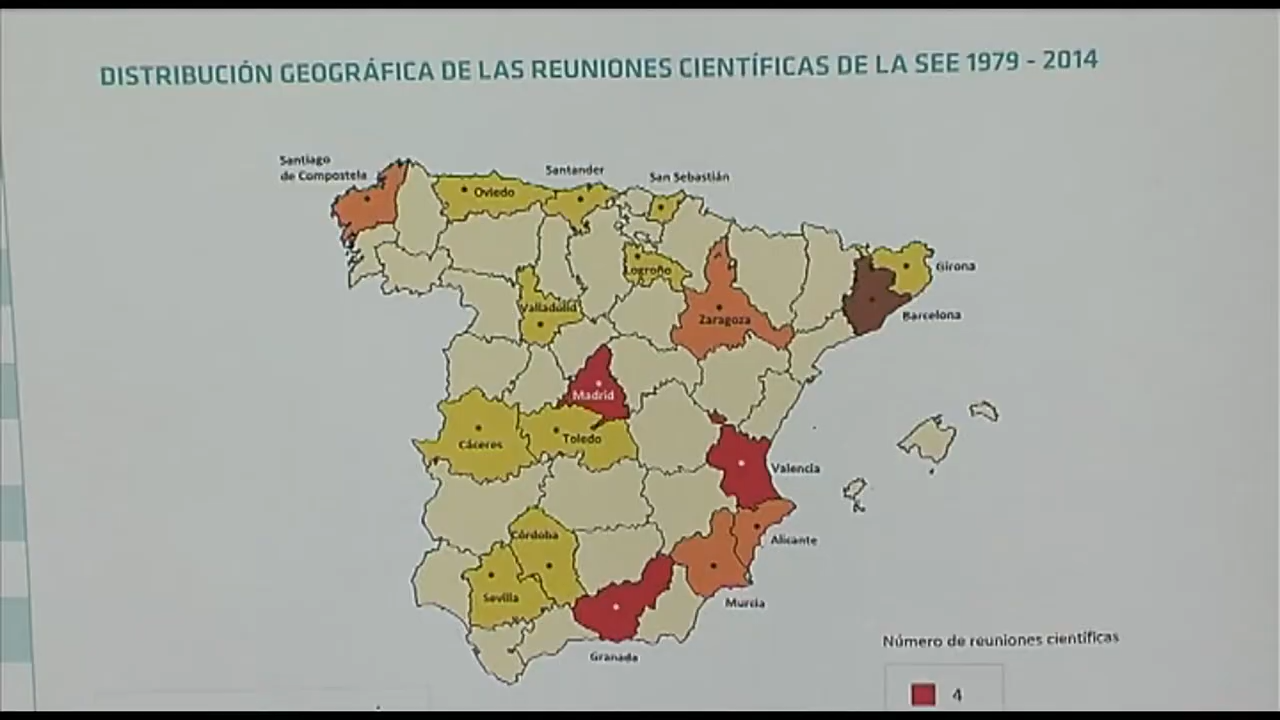 DISTRIBUCIÓN GEOGRÁFICA DE LAS REUNIONES CIENTÍFICAS DE LA SEE 1979 - 2014
Santiago
de Compostela
Oviedo
Santander
San Sebastián
Logroño
Girona
Valladolid
Zaragoza
Barcelona
Madrid
Cáceres
Toledo
Valencia
Córdoba
Alicante
Sevilla
Murcia
Granada
Número de reuniones científicas
4